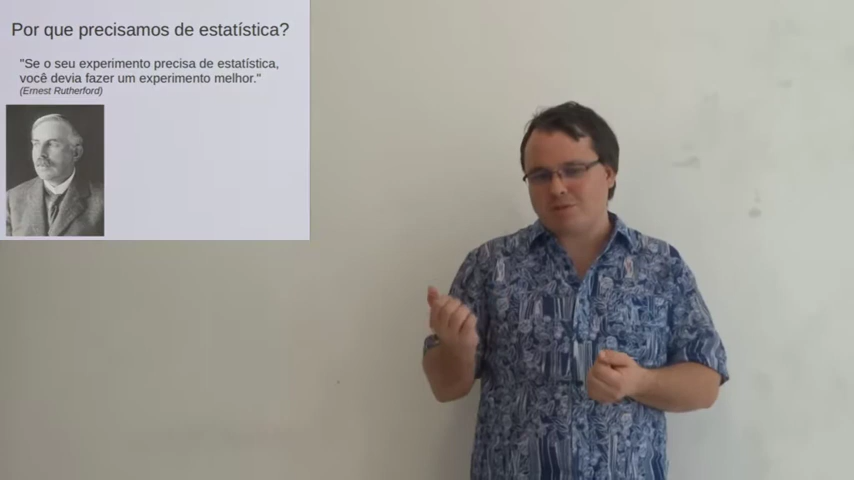 Por que precisamos de estatística?
"Se o seu experimento precisa de estatística,
você devia fazer um experimento melhor."
(Ernest Rutherford)